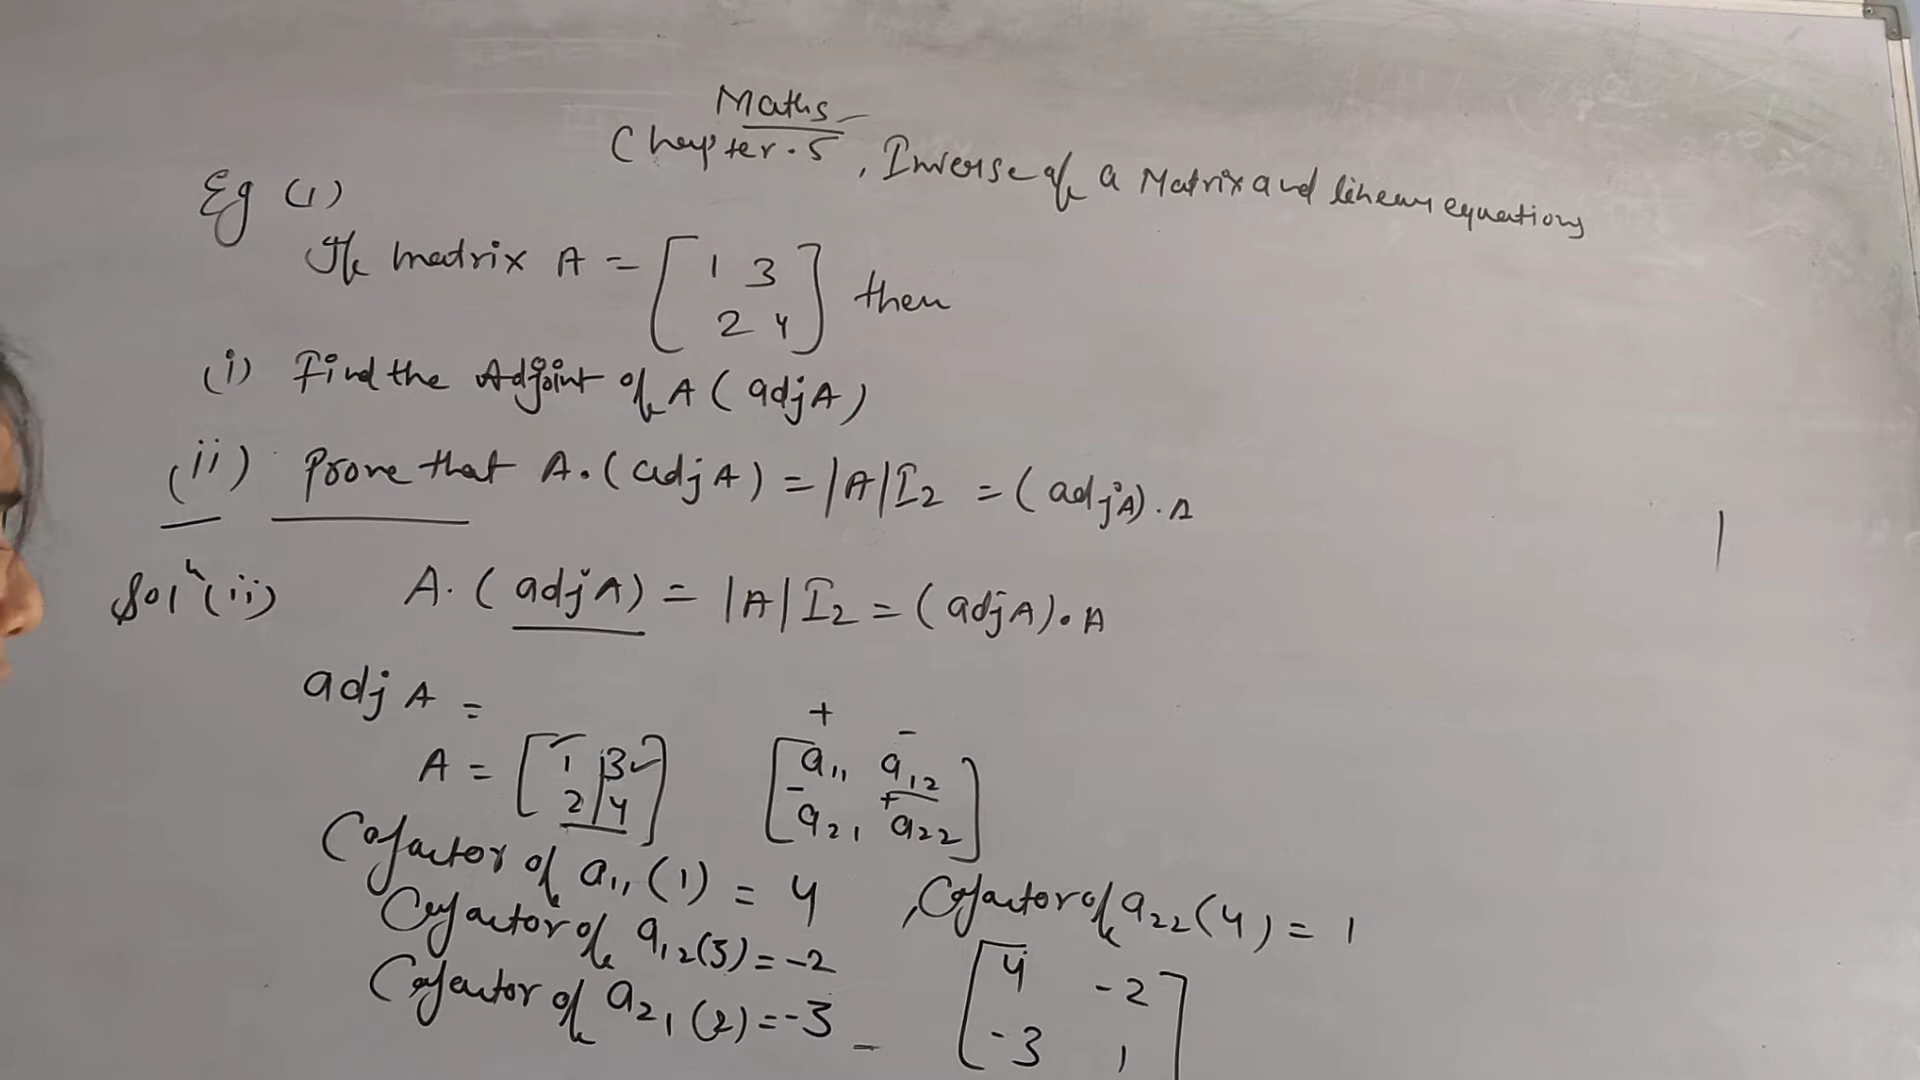 Maths
Chapter.5, Inverse of a Matrix and linear equations
Eg (1)
If matrix A = [ 1 3
2 4 ] then
(i) Find the Adjoint of A ( adj A )
(ii) Prove that A.( adj A ) = |A| I2 = ( adj A ) . A
Solⁿ (ii) A. ( adj A ) = |A| I2 = ( adj A ). A
adj A =
+ -
A = [ 1 3 [ a11 a12
- +
2 4 ] a21 a22 ]
Cofactor of a11 (1) = 4 , Cofactor of a22 (4) = 1
Cofactor of a12 (3) = -2
Cofactor of a21 (2) = -3
[ 4 -2
-3 1 ]